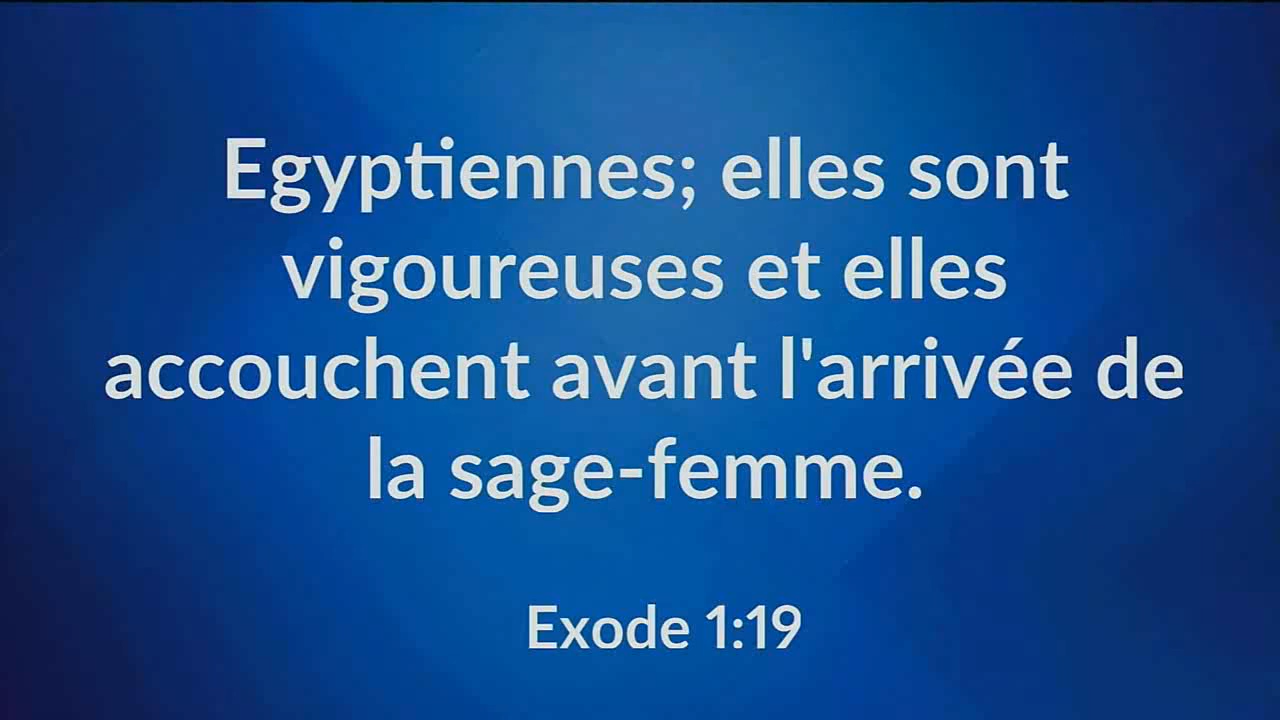 Egyptiennes; elles sont
vigoureuses et elles
accouchent avant l'arrivée de
la sage-femme.
Exode 1:19